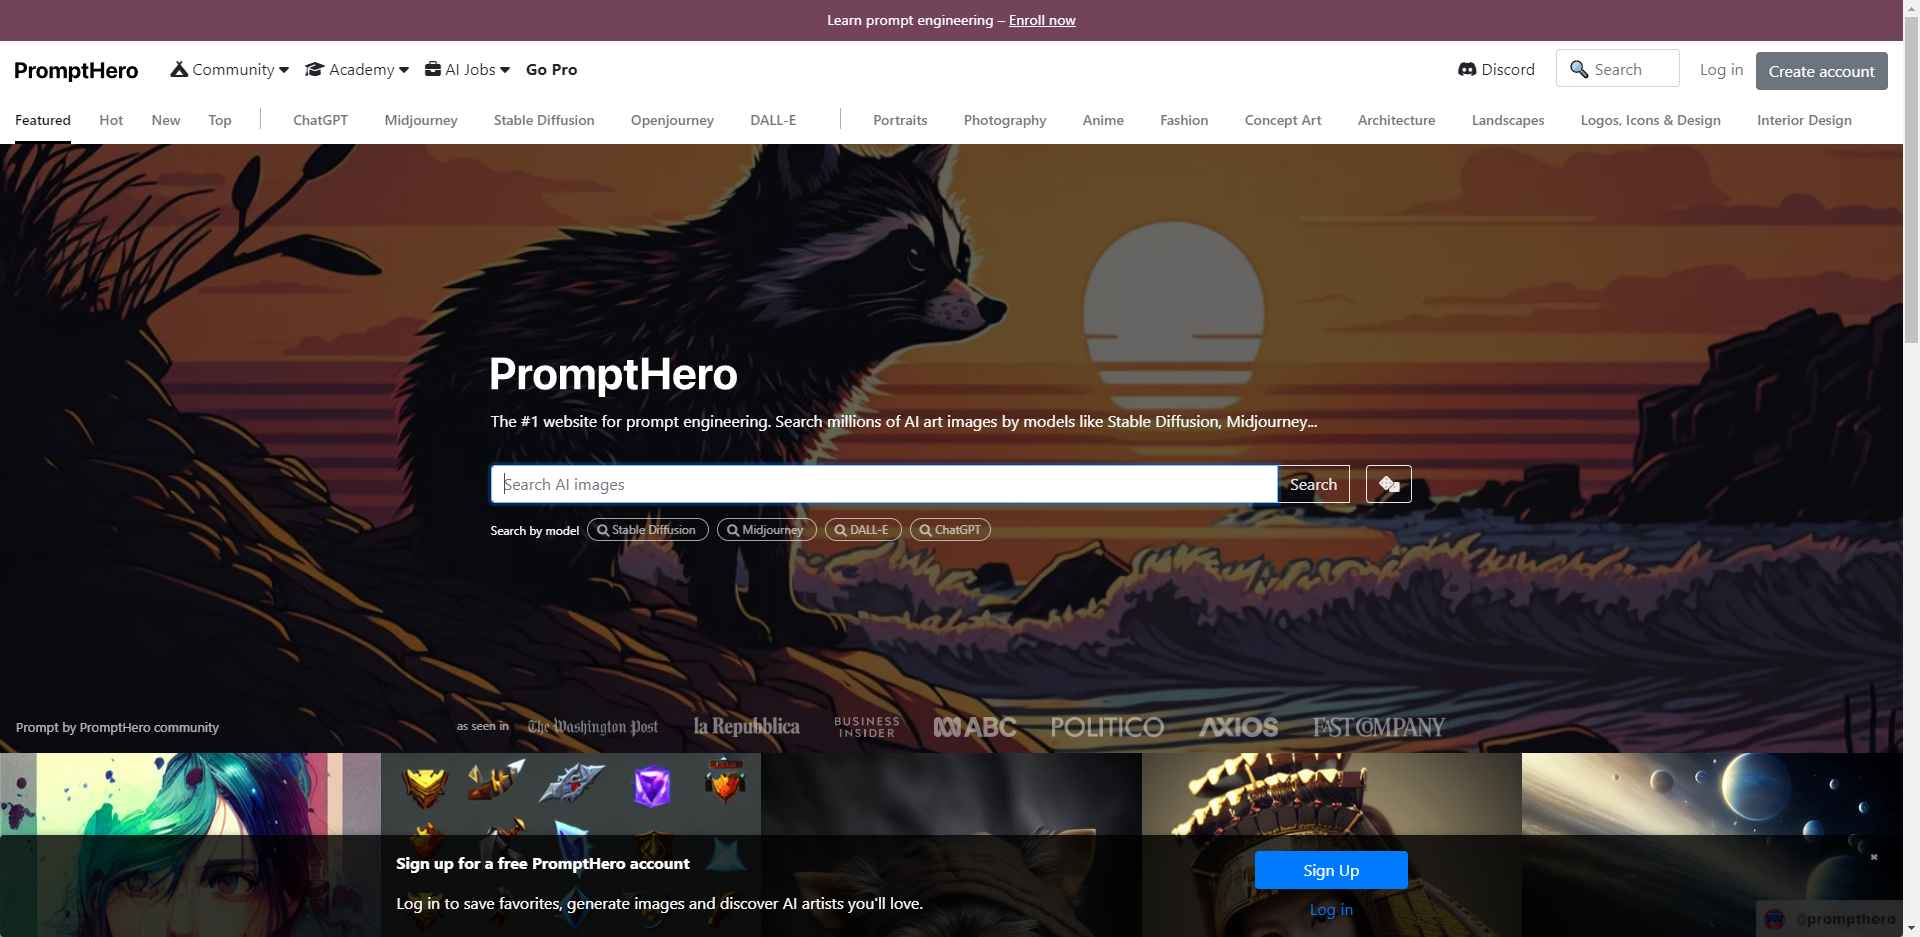 Learn prompt engineering – Enroll now
PromptHero Community Academy AI Jobs Go Pro Discord Search Log in Create account
Featured Hot New Top ChatGPT Midjourney Stable Diffusion Openjourney DALL-E Portraits Photography Anime Fashion Concept Art Architecture Landscapes Logos, Icons & Design Interior Design
PromptHero
The #1 website for prompt engineering. Search millions of AI art images by models like Stable Diffusion, Midjourney...
Search AI images Search
Search by model Stable Diffusion Midjourney DALL-E ChatGPT
Prompt by PromptHero community as seen in The Washington Post la Repubblica BUSINESS INSIDER ABC POLITICO AXIOS FAST COMPANY
Sign up for a free PromptHero account
Sign Up
Log in to save favorites, generate images and discover AI artists you'll love.
Log in
@prompthero